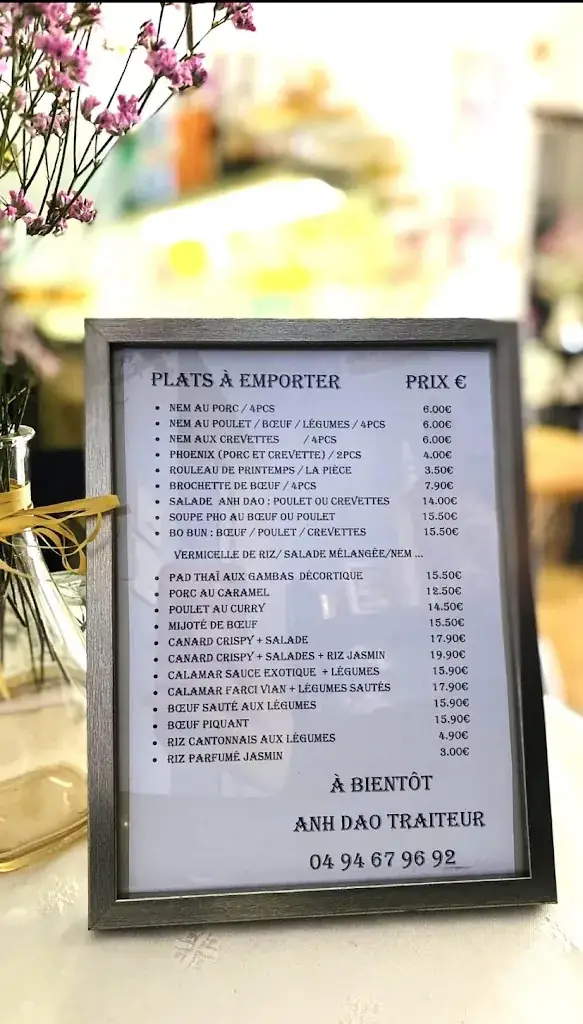 PLATS À EMPORTER PRIX €
• NEM AU PORC / 4PCS 6.00€
• NEM AU POULET / BŒUF / LÉGUMES / 4PCS 6.00€
• NEM AUX CREVETTES / 4PCS 6.00€
• PHOENIX (PORC ET CREVETTE) / 2PCS 4.00€
• ROULEAU DE PRINTEMPS / LA PIÈCE 3.50€
• BROCHETTE DE BŒUF / 4PCS 7.90€
• SALADE ANH DAO : POULET OU CREVETTES 14.00€
• SOUPE PHO AU BŒUF OU POULET 15.50€
• BO BUN : BŒUF / POULET / CREVETTES 15.50€
VERMICELLE DE RIZ/ SALADE MÉLANGÉE/NEM ...
• PAD THAÏ AUX GAMBAS DÉCORTIQUE 15.50€
• PORC AU CARAMEL 12.50€
• POULET AU CURRY 14.50€
• MIJOTÉ DE BŒUF 15.50€
• CANARD CRISPY + SALADE 17.90€
• CANARD CRISPY + SALADES + RIZ JASMIN 19.90€
• CALAMAR SAUCE EXOTIQUE + LÉGUMES 15.90€
• CALAMAR FARCI VIAN + LÉGUMES SAUTÉS 17.90€
• BŒUF SAUTÉ AUX LÉGUMES 15.90€
• BŒUF PIQUANT 15.90€
• RIZ CANTONNAIS AUX LÉGUMES 4.90€
• RIZ PARFUMÉ JASMIN 3.00€
À BIENTÔT
ANH DAO TRAITEUR
04 94 67 96 92